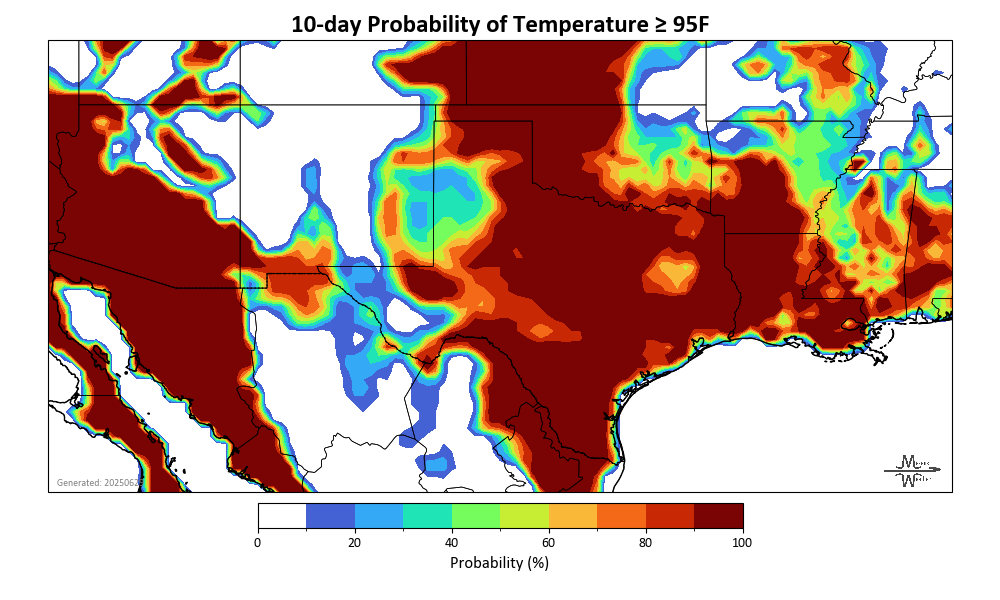 10-day Probability of Temperature ≥ 95F
Generated: 2025062
0 20 40 60 80 100
Probability (%)